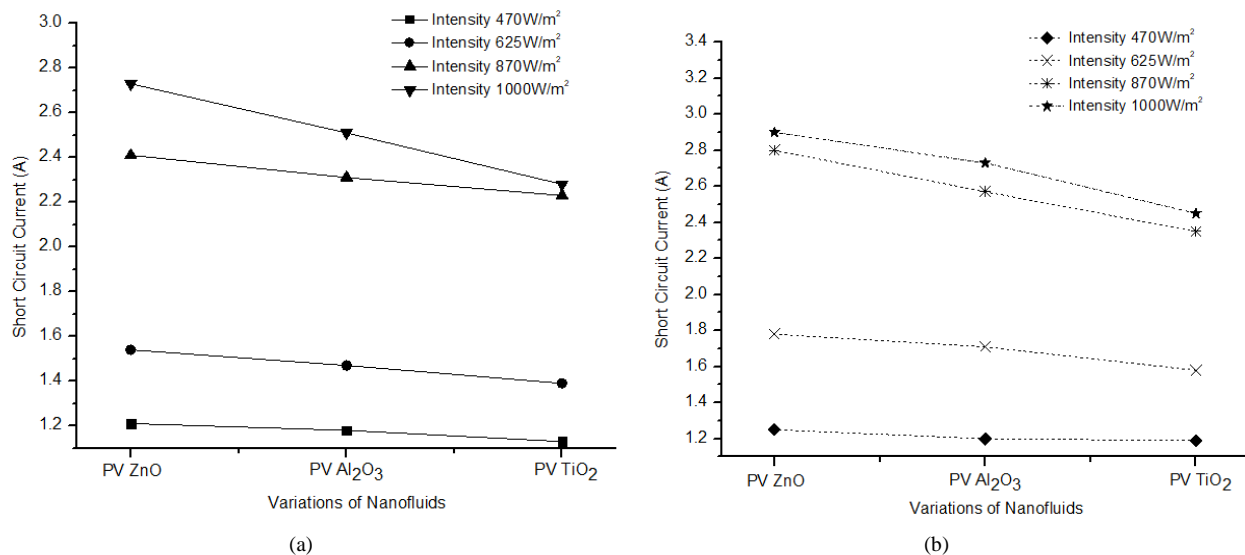 3.0
2.8
2.6
2.4
2.2
2.0
1.8
1.6
1.4
1.2
Short Circuit Current (A)
Intensity 470W/m²
Intensity 625W/m²
Intensity 870W/m²
Intensity 1000W/m²
PV ZnO
PV Al₂O₃
PV TiO₂
Variations of Nanofluids
(a)
3.4
3.2
3.0
2.8
2.6
2.4
2.2
2.0
1.8
1.6
1.4
1.2
Short Circuit Current (A)
Intensity 470W/m²
Intensity 625W/m²
Intensity 870W/m²
Intensity 1000W/m²
PV ZnO
PV Al₂O₃
PV TiO₂
Variations of Nanofluids
(b)